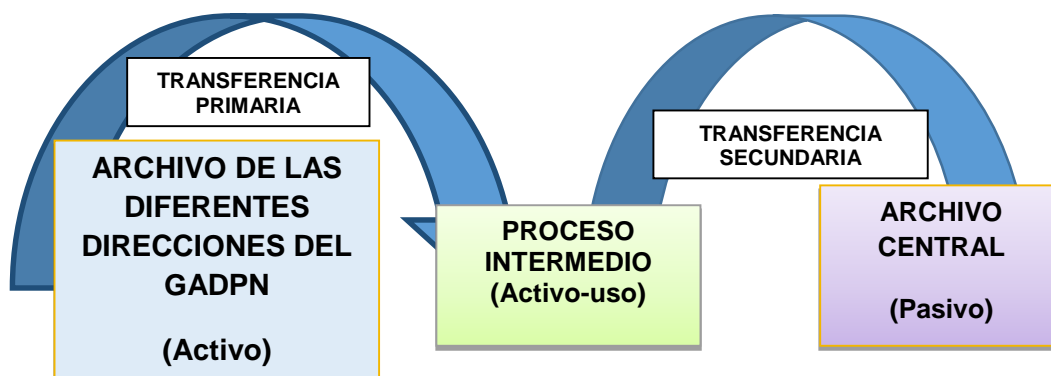 TRANSFERENCIA
PRIMARIA
ARCHIVO DE LAS
DIFERENTES
DIRECCIONES DEL
GADPN
(Activo)
PROCESO
INTERMEDIO
(Activo-uso)
TRANSFERENCIA
SECUNDARIA
ARCHIVO
CENTRAL
(Pasivo)